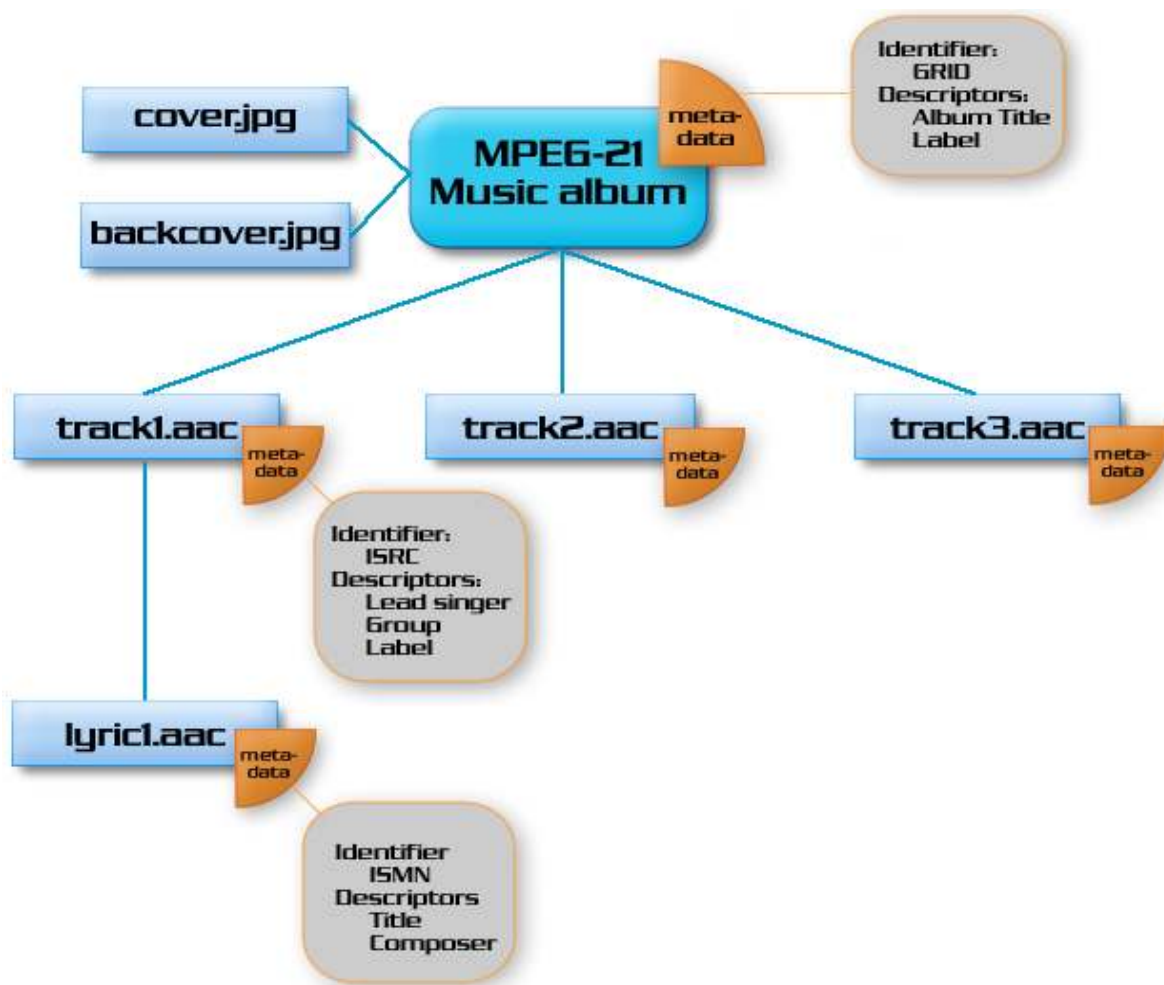 cover.jpg
backcover.jpg
MPEG-21
Music album
meta-
data
Identifier:
GRID
Descriptors:
Album Title
Label
track1.aac
meta-
data
track2.aac
meta-
data
track3.aac
meta-
data
Identifier:
ISRC
Descriptors:
Lead singer
Group
Label
lyric1.aac
meta-
data
Identifier
ISMN
Descriptors
Title
Composer